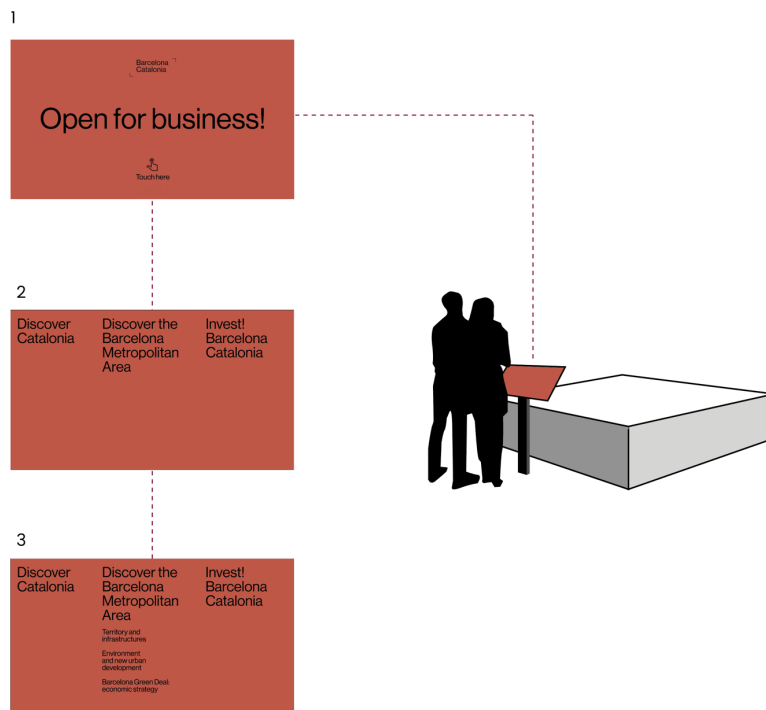 1
Barcelona
Catalonia
Open for business!
Touch here
2
Discover
Catalonia
Discover the
Barcelona
Metropolitan
Area
Invest!
Barcelona
Catalonia
3
Discover
Catalonia
Discover the
Barcelona
Metropolitan
Area
Territory and
infrastructures
Environment
and new urban
development
Barcelona Green Deal:
economic strategy
Invest!
Barcelona
Catalonia